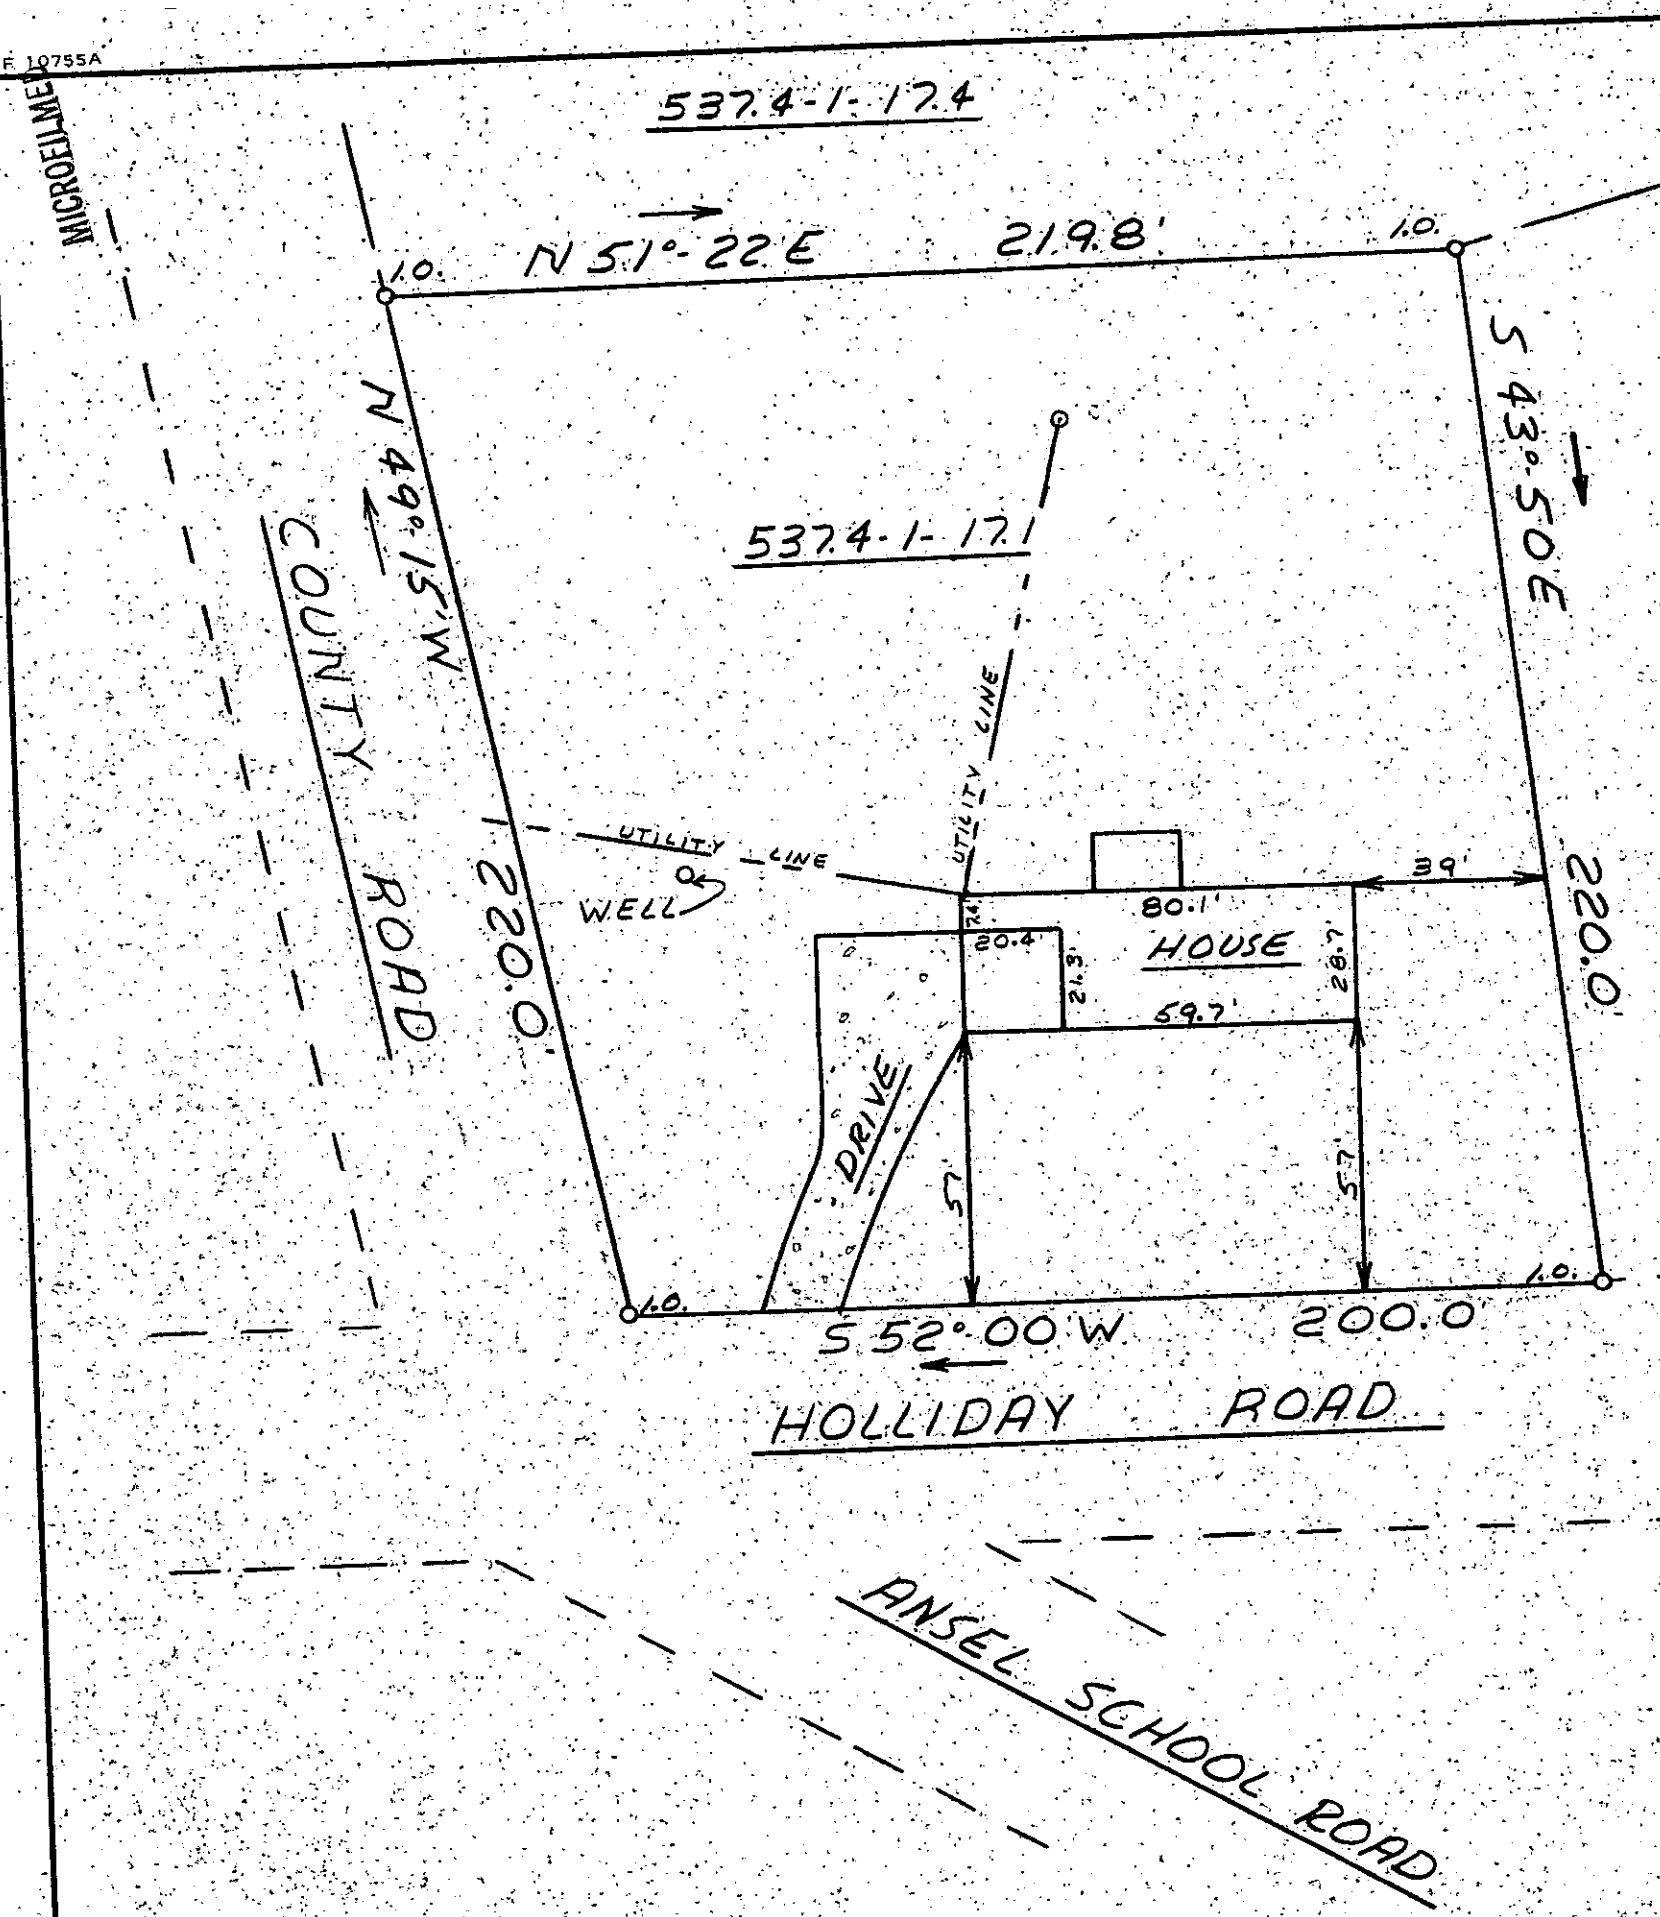 F 10755A
MICROFILMED
537.4-1-17.4
N 51°-22'E 219.8'
I.O.
I.O.
S 43°-50'E
220.0'
N 49°-15'W
220.0'
COUNTY ROAD
537.4-1-17.1
UTILITY LINE
UTILITY LINE
WELL
39'
80.1'
7.4'
20.4'
HOUSE
28.7'
21.3'
59.7'
DRIVE
57'
57'
I.O.
I.O.
S 52°-00'W 200.0'
HOLLIDAY ROAD
ANSEL SCHOOL ROAD